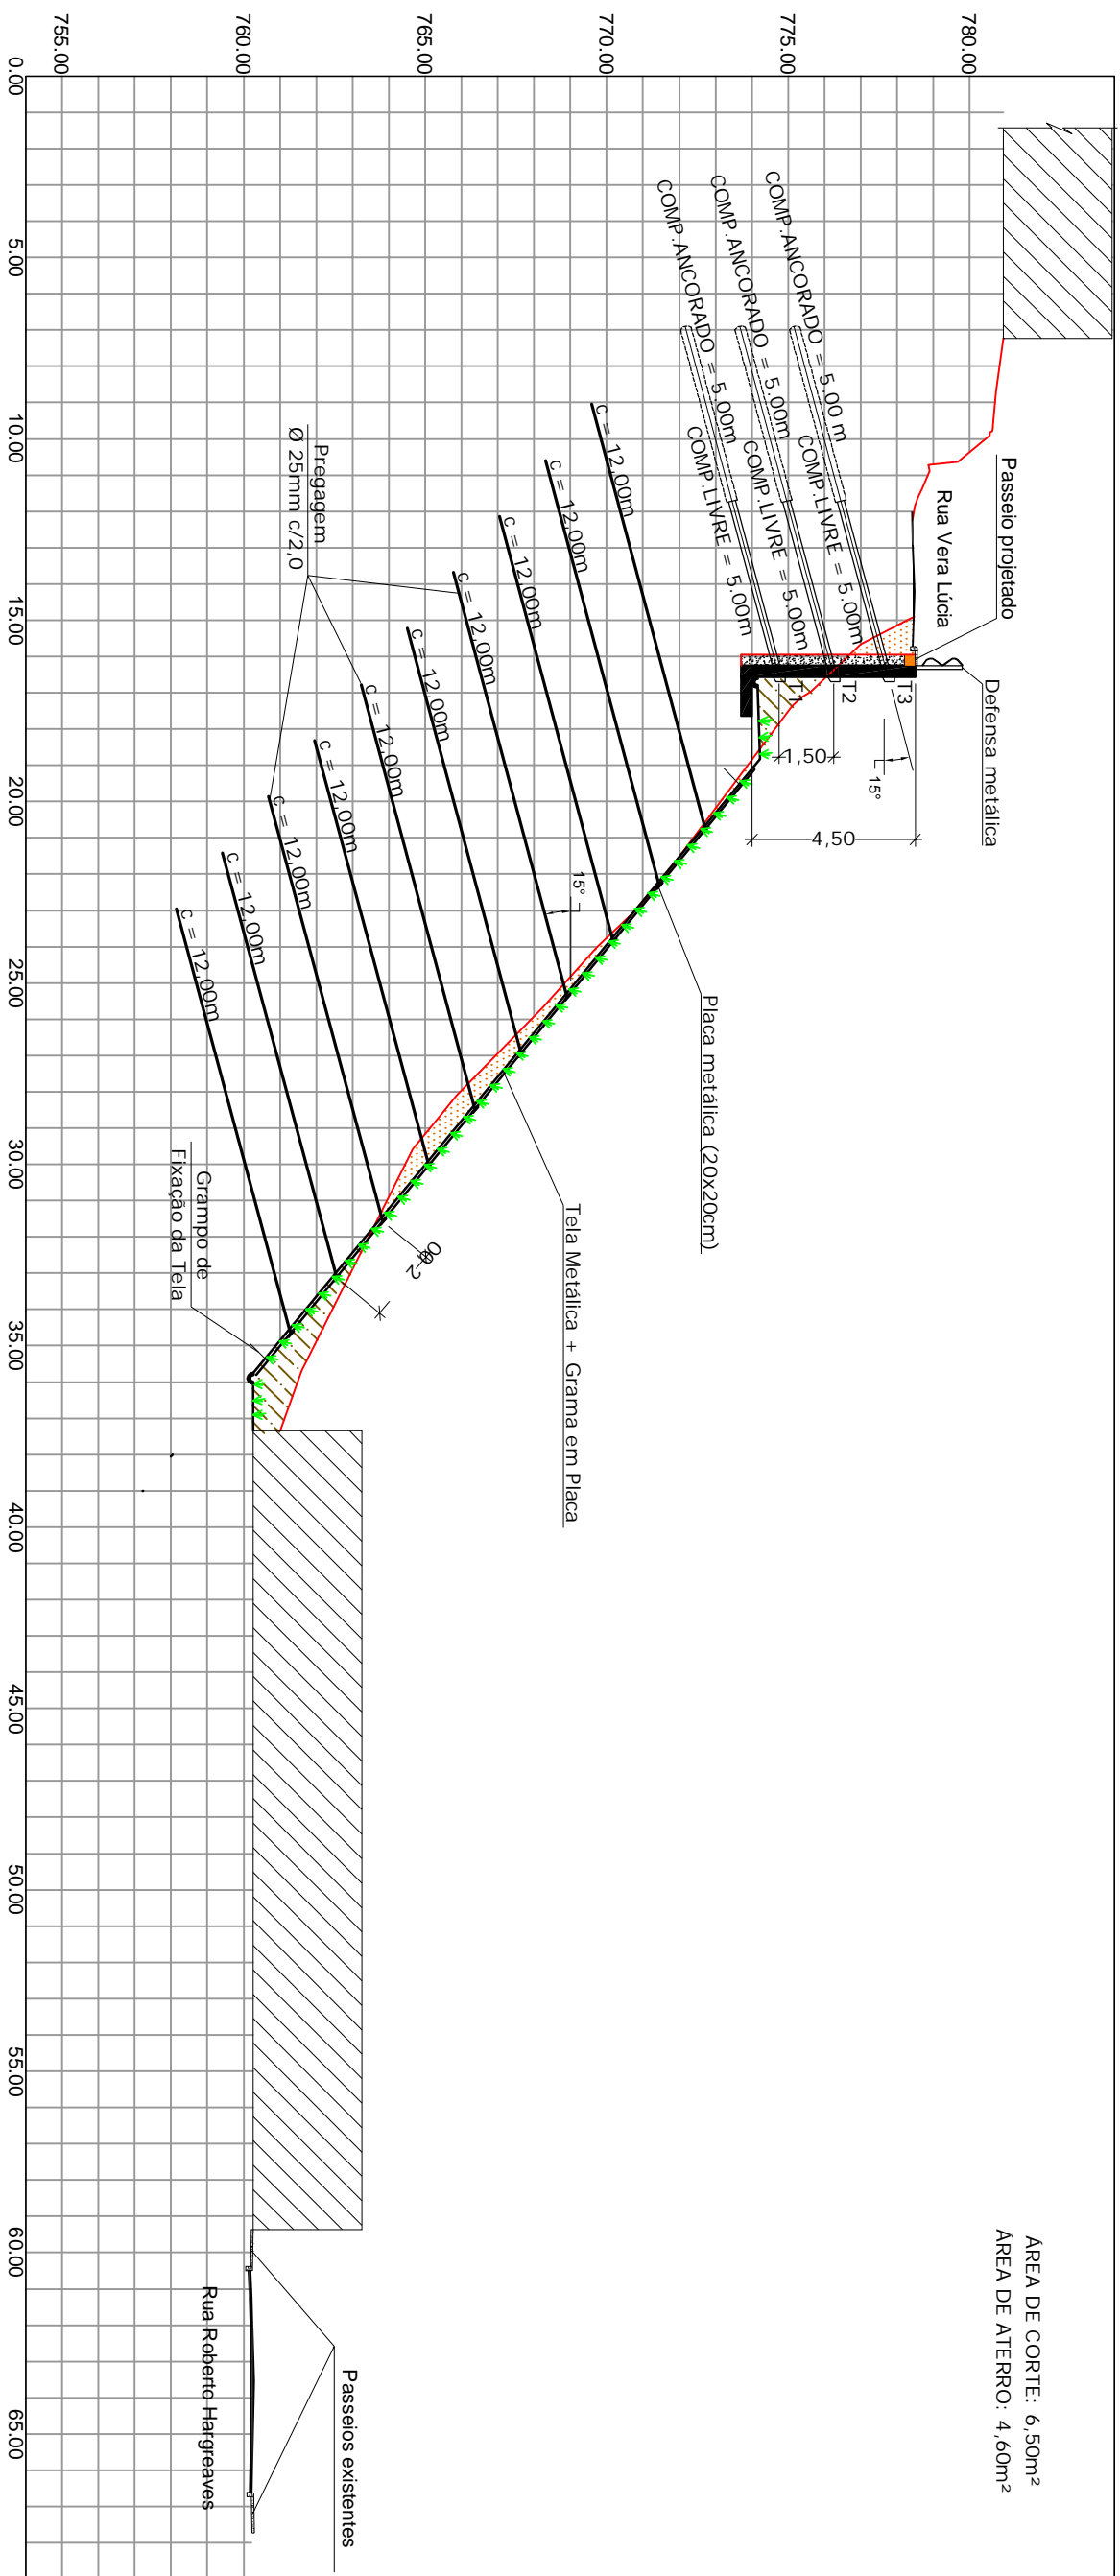 ÁREA DE CORTE: 6,50m²
ÁREA DE ATERRO: 4,60m²
780.00
775.00
770.00
765.00
760.00
755.00
Passeio projetado
Defensa metálica
Rua Vera Lúcia
COMP.ANCORADO = 5.00 m
COMP.LIVRE = 5.00m
COMP.ANCORADO = 5.00m
COMP.LIVRE = 5.00m
COMP.ANCORADO = 5.00m
COMP.LIVRE = 5.00m
T3
T2
T1
15°
1,50
4,50
c = 12,00m
c = 12,00m
c = 12,00m
c = 12,00m
c = 12,00m
c = 12,00m
c = 12,00m
c = 12,00m
c = 12,00m
c = 12,00m
15°
Placa metálica (20x20cm)
Tela Metálica + Grama em Placa
Pregagem
Ø 25mm c/2,0
Grampo de
Fixação da Tela
Passeios existentes
Rua Roberto Hargreaves
0.00
5.00
10.00
15.00
20.00
25.00
30.00
35.00
40.00
45.00
50.00
55.00
60.00
65.00